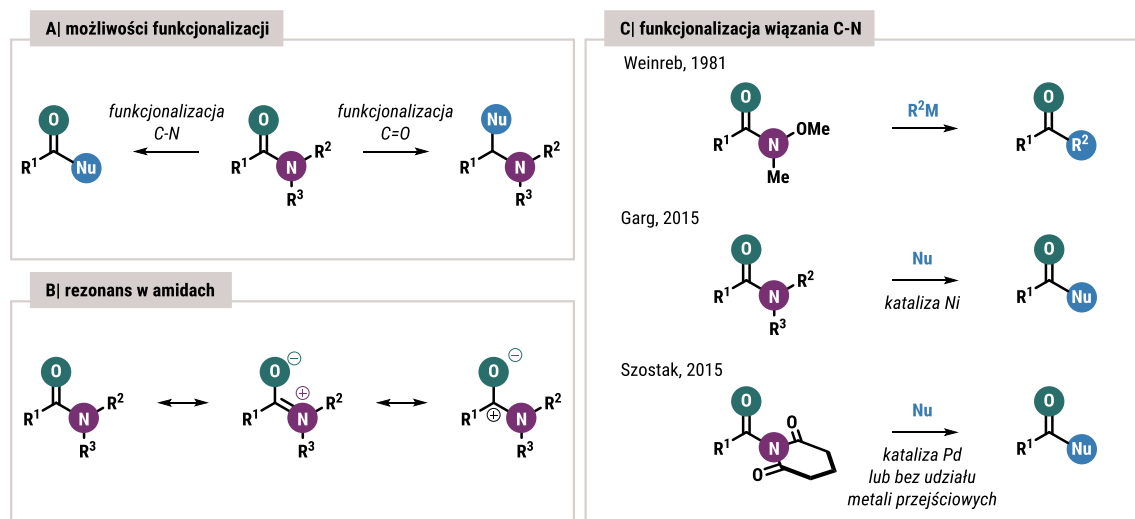 A| możliwości funkcjonalizacji
O
R¹
Nu
funkcjonalizacja
C-N
O
R¹
N
R²
R³
funkcjonalizacja
C=O
Nu
R¹
N
R²
R³
B| rezonans w amidach
O
R¹
N
R²
R³
O
⊖
R¹
⊕
N
R²
R³
O
⊖
R¹
⊕
N
R²
R³
C| funkcjonalizacja wiązania C-N
Weinreb, 1981
O
R¹
N
OMe
Me
R²M
O
R¹
R²
Garg, 2015
O
R¹
N
R²
R³
Nu
kataliza Ni
O
R¹
Nu
Szostak, 2015
O
R¹
N
O
O
Nu
kataliza Pd
lub bez udziału
metali przejściowych
O
R¹
Nu